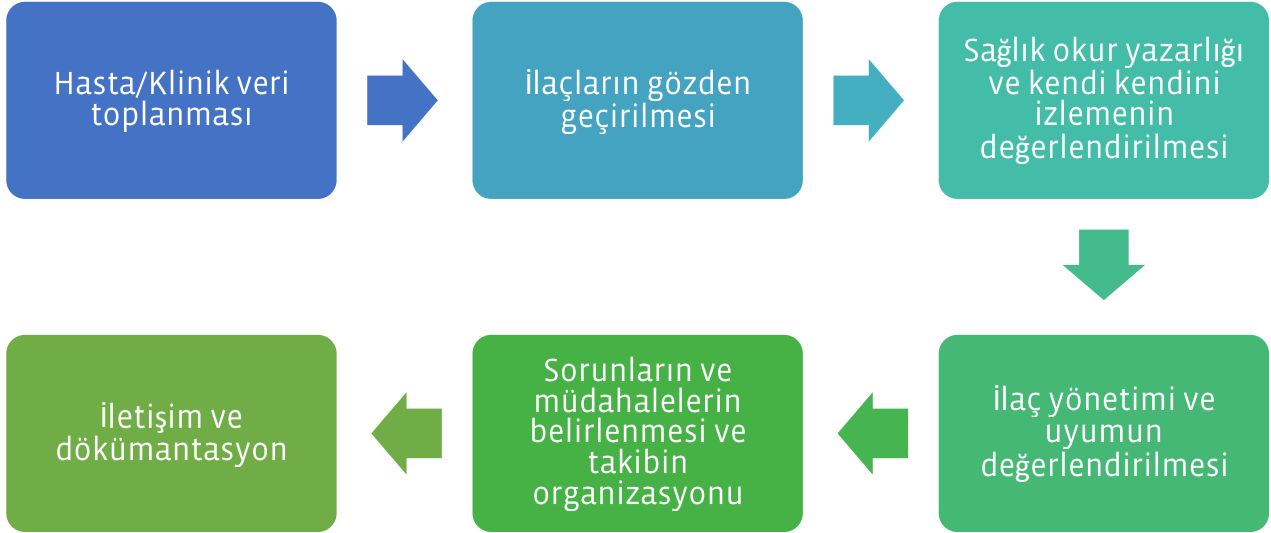 Hasta/Klinik veri
toplanması
İlaçların gözden
geçirilmesi
Sağlık okur yazarlığı
ve kendi kendini
izlemenin
değerlendirilmesi
İlaç yönetimi ve
uyumun
değerlendirilmesi
Sorunların ve
müdahalelerin
belirlenmesi ve
takibin
organizasyonu
İletişim ve
dökümantasyon